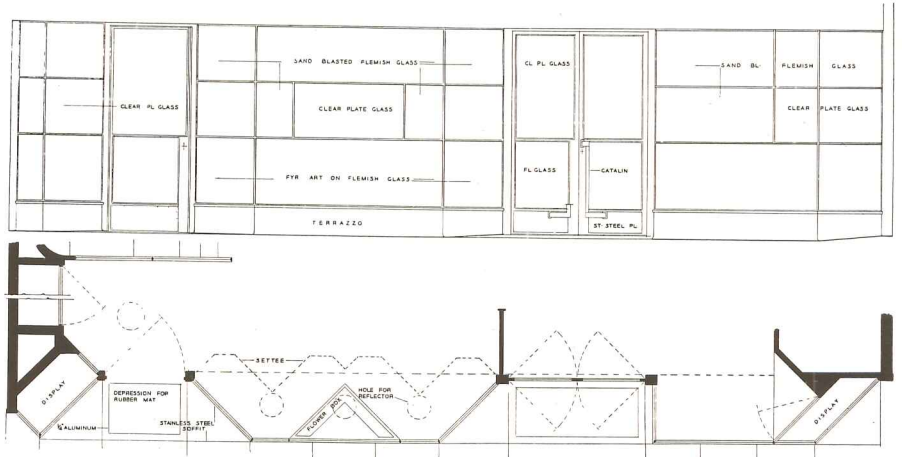 SAND BLASTED FLEMISH GLASS
CL PL GLASS
SAND BL. FLEMISH GLASS
CLEAR PL GLASS
CLEAR PLATE GLASS
CLEAR PLATE GLASS
FYR ART ON FLEMISH GLASS
PL GLASS
CATALIN
TERRAZZO
ST. STEEL PL
SETTEE
DISPLAY
DEPRESSION FOR
RUBBER MAT
HOLE FOR
REFLECTOR
FLOWER BOX
ALUMINUM
STAINLESS STEEL
SOFFIT
DISPLAY